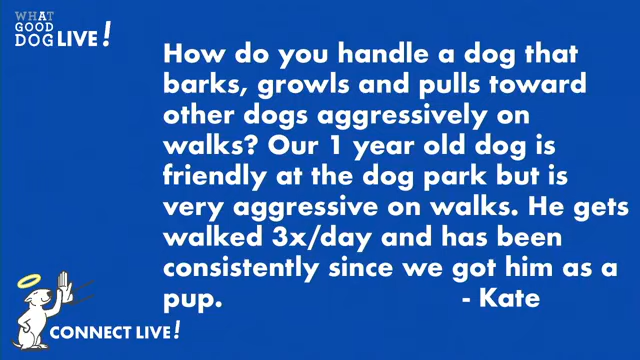 WHAT
GOOD
DOG LIVE!
How do you handle a dog that
barks, growls and pulls toward
other dogs aggressively on
walks? Our 1 year old dog is
friendly at the dog park but is
very aggressive on walks. He gets
walked 3x/day and has been
consistently since we got him as a
pup. - Kate
CONNECT LIVE!